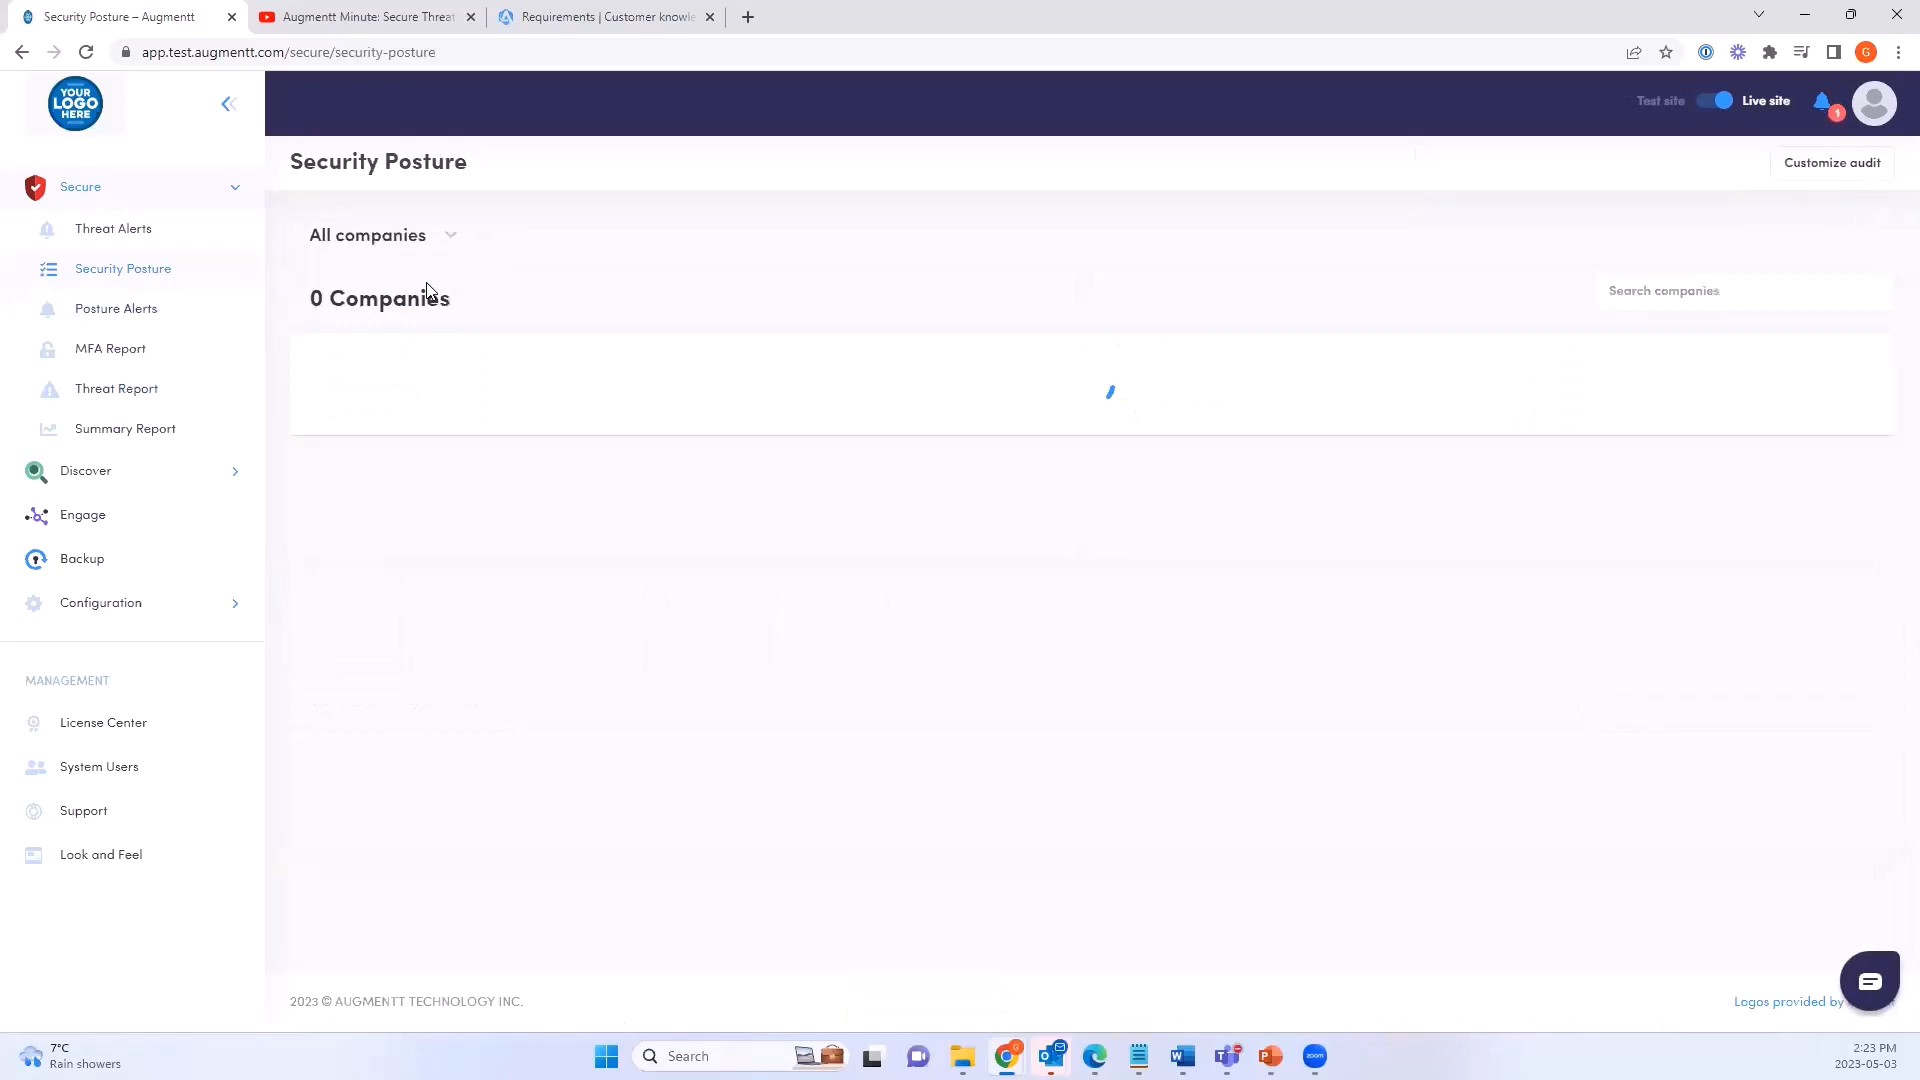 Security Posture – Augmentt
Augmentt Minute: Secure Threat
Requirements | Customer knowle
app.test.augmentt.com/secure/security-posture
G
YOUR
LOGO
HERE
Test site
Live site
1
Security Posture
Customize audit
Secure
Threat Alerts
Security Posture
Posture Alerts
MFA Report
Threat Report
Summary Report
Discover
Engage
Backup
Configuration
MANAGEMENT
License Center
System Users
Support
Look and Feel
All companies
0 Companies
Search companies
2023 © AUGMENTT TECHNOLOGY INC.
Logos provided by
7°C
Rain showers
Search
zoom
2:23 PM
2023-05-03